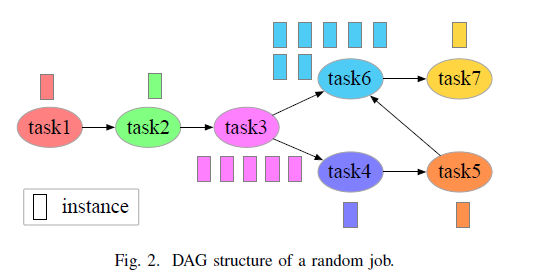 task6
task7
task1
task2
task3
task4
task5
instance
Fig. 2. DAG structure of a random job.